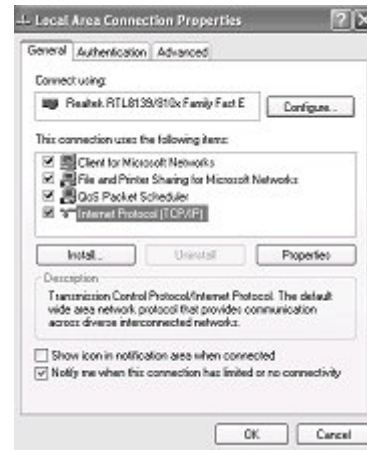 Local Area Connection Properties
General Authentication Advanced
Connect using:
Realtek RTL8139/810x Family Fast E Configure...
This connection uses the following items:
Client for Microsoft Networks
File and Printer Sharing for Microsoft Networks
QoS Packet Scheduler
Internet Protocol (TCP/IP)
Install... Uninstall Properties
Description
Transmission Control Protocol/Internet Protocol. The default
wide area network protocol that provides communication
across diverse interconnected networks.
Show icon in notification area when connected
Notify me when this connection has limited or no connectivity
OK Cancel